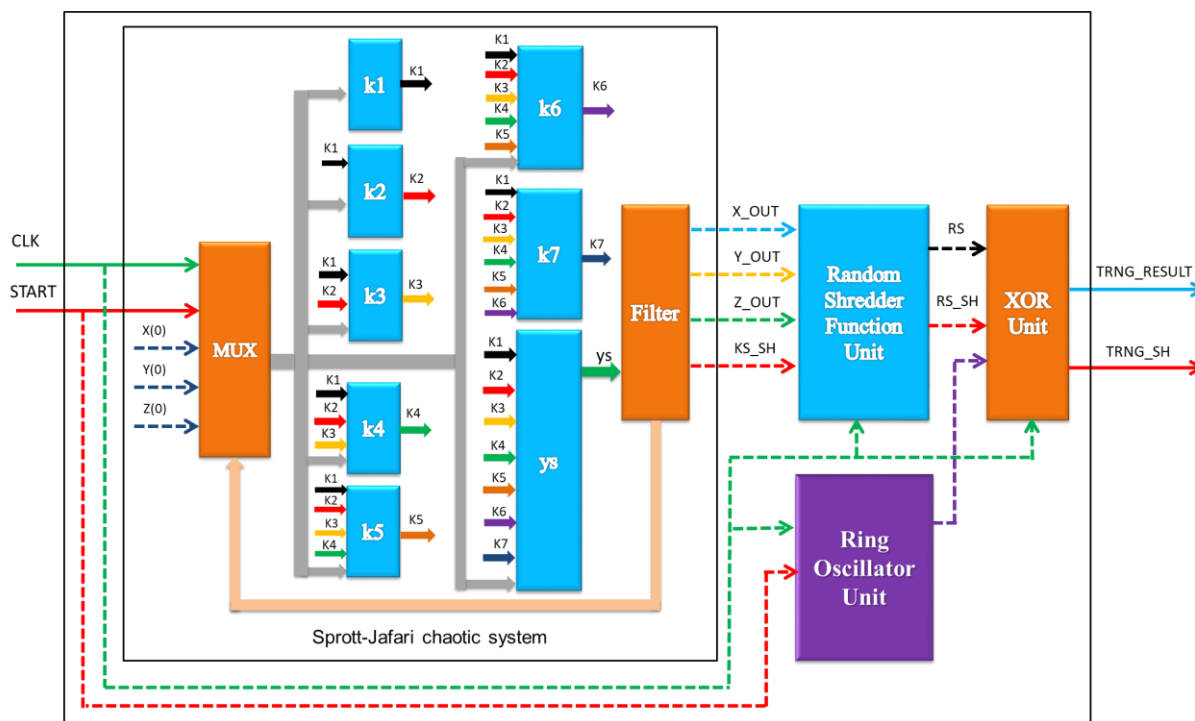 CLK
START
X(0)
Y(0)
Z(0)
MUX
k1
K1
K1
k2
K2
K1
K2
k3
K3
K1
K2
K3
k4
K4
K1
K2
K3
K4
k5
K5
K1
K2
K3
K4
K5
k6
K6
K1
K2
K3
K4
K5
K6
k7
K7
K1
K2
K3
K4
K5
K6
K7
ys
ys
Filter
Sprott-Jafari chaotic system
X_OUT
Y_OUT
Z_OUT
KS_SH
Random
Shredder
Function
Unit
RS
RS_SH
XOR
Unit
Ring
Oscillator
Unit
TRNG_RESULT
TRNG_SH